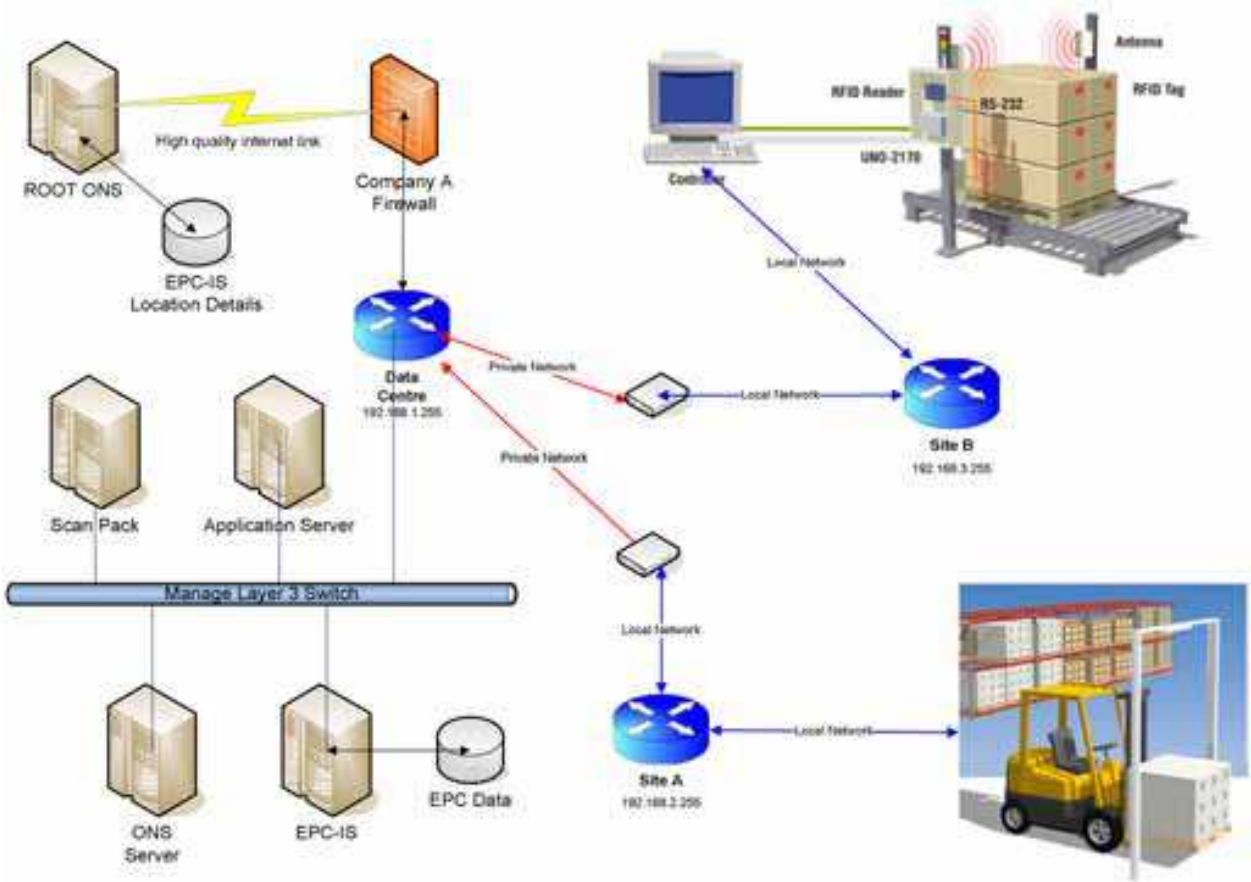 ROOT ONS
High quality internet link
Company A
Firewall
EPC-IS
Location Details
Antenna
RFID Reader
RS-232
RFID Tag
UNO-2170
Controller
Local Network
Data
Centre
192.168.1.255
Private Network
Local Network
Site B
192.168.3.255
Private Network
Scan Pack
Application Server
Manage Layer 3 Switch
Local Network
Local Network
Site A
192.168.2.255
ONS
Server
EPC-IS
EPC Data